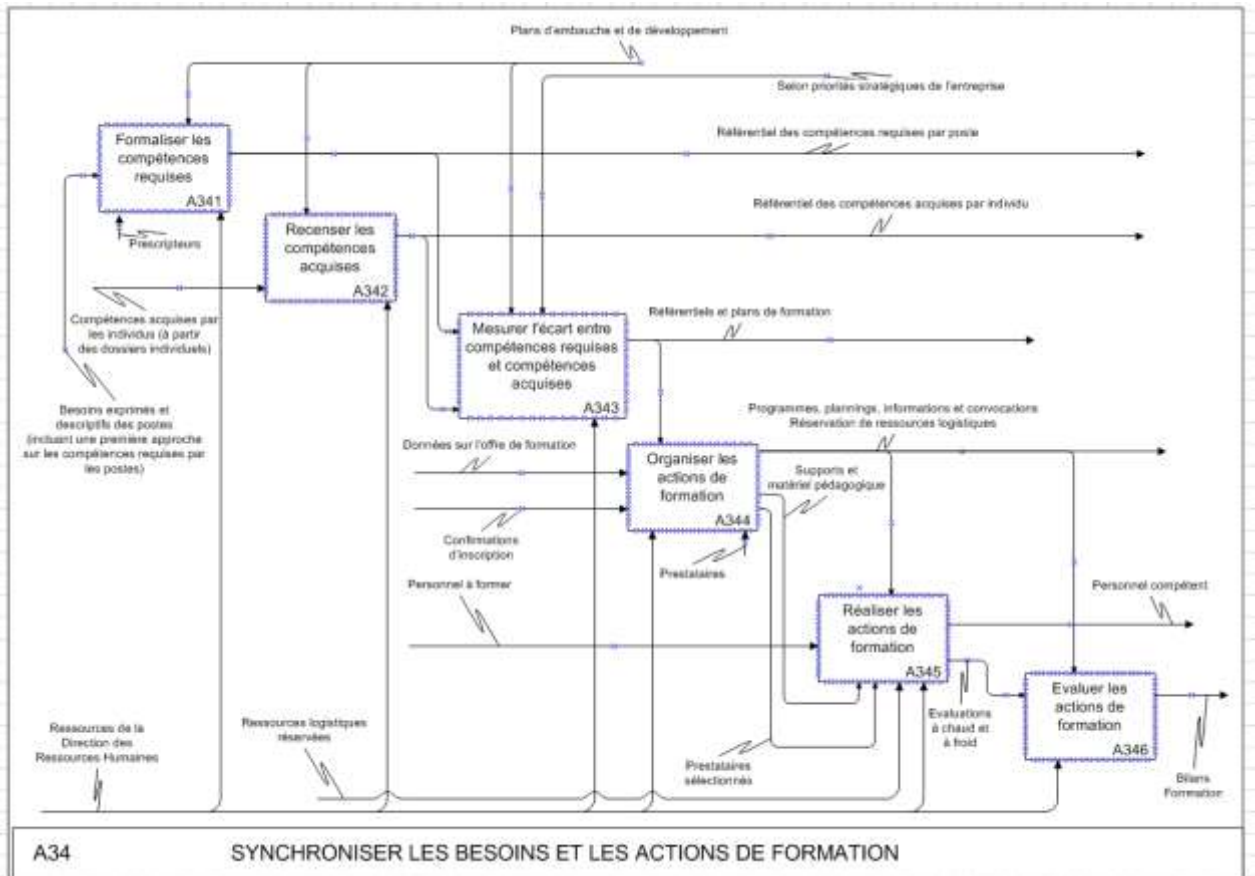 Plans d'embauche et de développement
Selon priorités stratégiques de l'entreprise
Formaliser les
compétences
requises
A341
Référentiel des compétences requises par poste
Prescripteurs
Recenser les
compétences
acquises
A342
Référentiel des compétences acquises par individu
Compétences acquises par
les individus (à partir
des dossiers individuels)
Mesurer l'écart entre
compétences requises
et compétences
acquises
A343
Référentiels et plans de formation
Besoins exprimés et
descriptifs des postes
(incluant une première approche
sur les compétences requises par
les postes)
Données sur l'offre de formation
Organiser les
actions de
formation
A344
Programmes, plannings, informations et convocations
Réservation de ressources logistiques
Supports et
matériel pédagogique
Confirmations
d'inscription
Prestataires
Personnel à former
Réaliser les
actions de
formation
A345
Personnel compétent
Evaluer les
actions de
formation
A346
Evaluations
à chaud et
à froid
Ressources de la
Direction des
Ressources Humaines
Ressources logistiques
réservées
Prestataires
sélectionnés
Bilans
Formation
A34
SYNCHRONISER LES BESOINS ET LES ACTIONS DE FORMATION